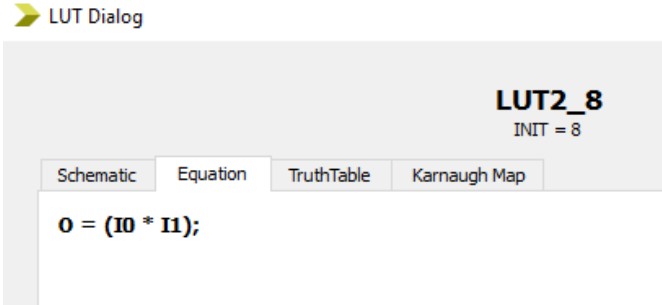 LUT Dialog
LUT2_8
INIT = 8
Schematic Equation TruthTable Karnaugh Map
O = (I0 * I1);